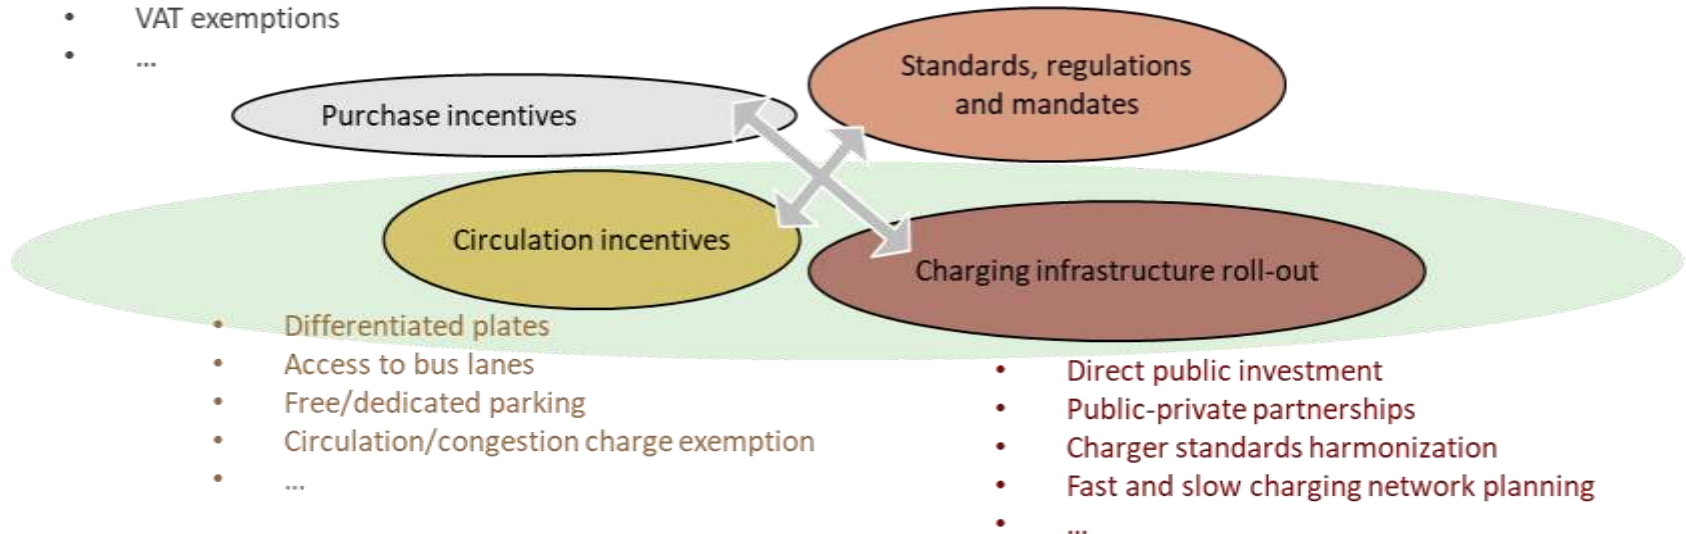 • VAT exemptions
• ...
Standards, regulations
and mandates
Purchase incentives
Circulation incentives
Charging infrastructure roll-out
• Differentiated plates
• Access to bus lanes
• Free/dedicated parking
• Circulation/congestion charge exemption
• ...
• Direct public investment
• Public-private partnerships
• Charger standards harmonization
• Fast and slow charging network planning
• ...